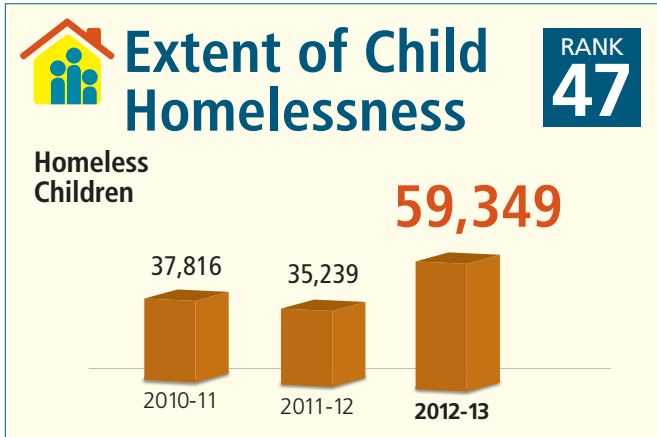 Extent of Child
Homelessness
RANK
47
Homeless
Children
37,816
35,239
59,349
2010-11
2011-12
2012-13